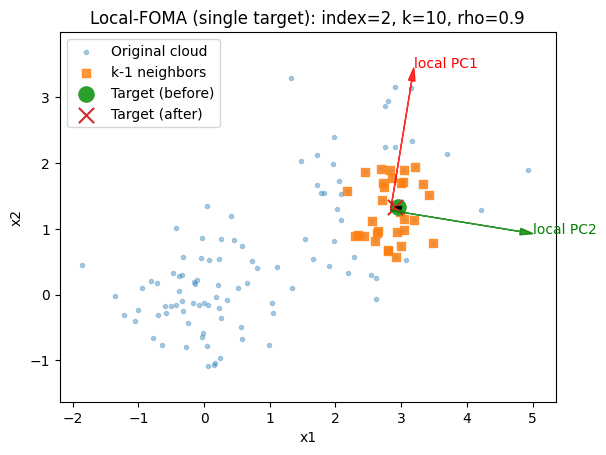 Local-FOMA (single target): index=2, k=10, rho=0.9
Original cloud
k-1 neighbors
Target (before)
Target (after)
local PC1
local PC2
x2
3
2
1
0
−1
−2
−1
0
1
2
3
4
5
x1